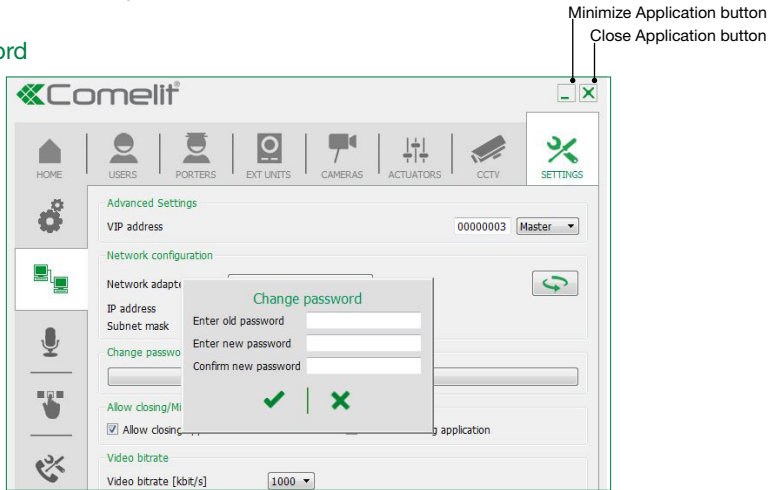 Minimize Application button
Close Application button
ord
Comelit®
HOME
USERS
PORTERS
EXT UNITS
CAMERAS
ACTUATORS
CCTV
SETTINGS
Advanced Settings
VIP address 00000003 Master
Network configuration
Network adapte
IP address
Subnet mask
Change password
Enter old password
Enter new password
Confirm new password
Change passwo
Allow closing/Mi
Allow closing application
Video bitrate
Video bitrate [kbit/s] 1000